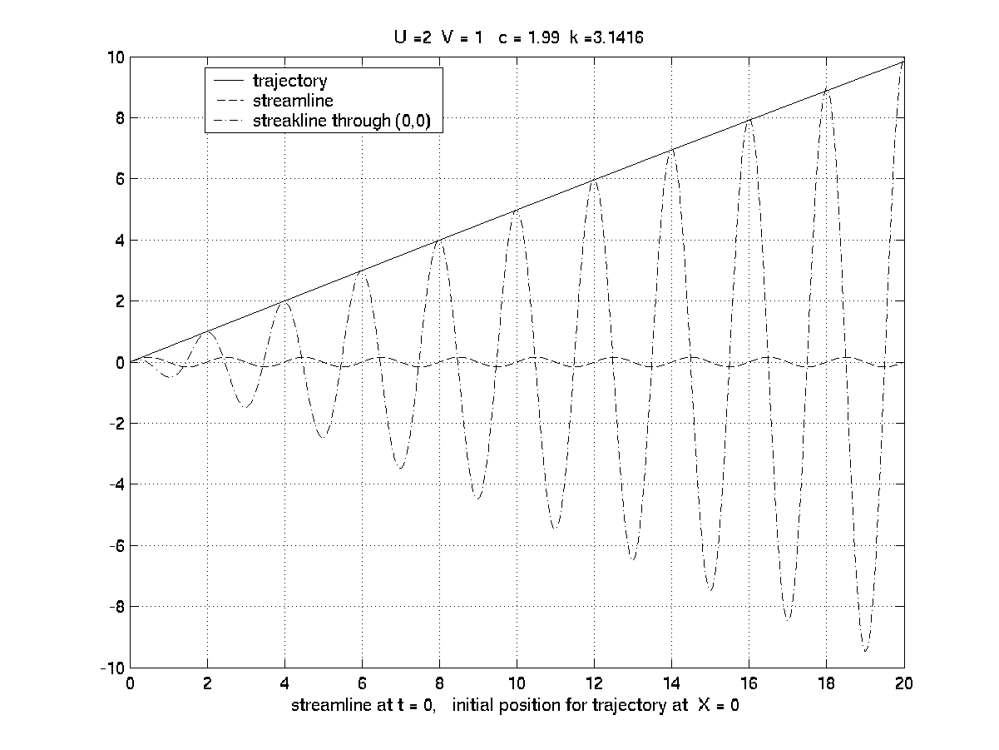 U =2 V = 1 c = 1.99 k =3.1416
trajectory
streamline
streakline through (0,0)
10
8
6
4
2
0
-2
-4
-6
-8
-10
0 2 4 6 8 10 12 14 16 18 20
streamline at t = 0, initial position for trajectory at X = 0